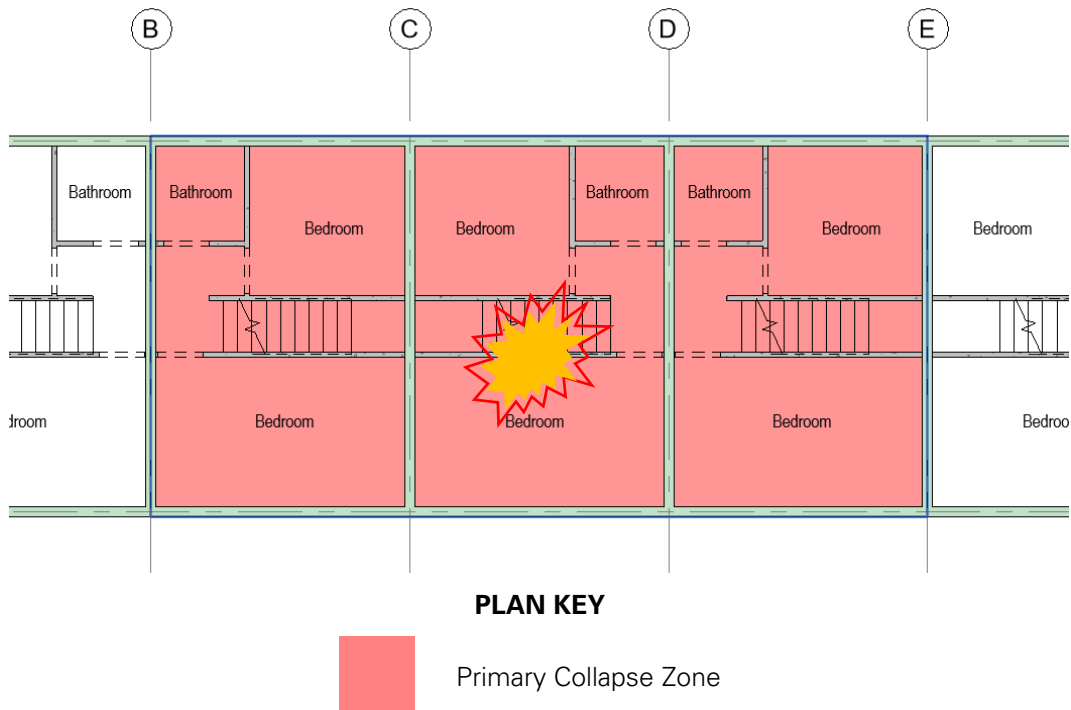 B C D E
Bathroom Bathroom Bathroom Bathroom
Bedroom Bedroom Bedroom Bedroom
droom Bedroom Bedroom Bedroom Bedroo
PLAN KEY
Primary Collapse Zone